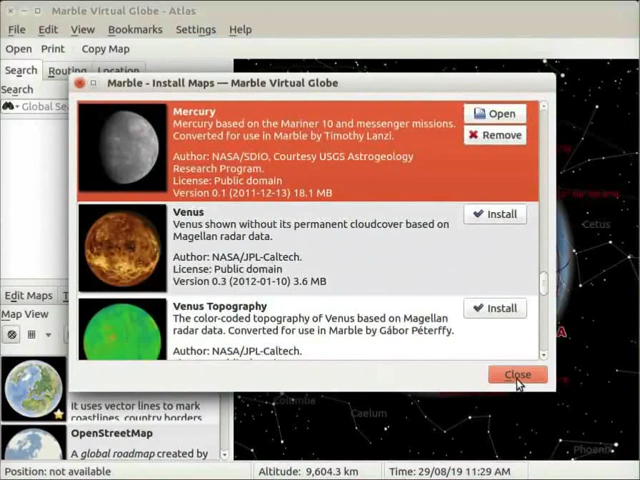 Marble Virtual Globe - Atlas
File Edit View Bookmarks Settings Help
Open Print Copy Map
Search Routing Location
Search
Global Sea
Marble - Install Maps — Marble Virtual Globe
Mercury
Mercury based on the Mariner 10 and messenger missions.
Converted for use in Marble by Timothy Lanzi.
Author: NASA/SDIO, Courtesy USGS Astrogeology
Research Program.
License: Public domain
Version 0.1 (2011-12-13) 18.1 MB
Open
Remove
Venus
Venus shown without its permanent cloudcover based on
Magellan radar data.
Author: NASA/JPL-Caltech.
License: Public domain
Version 0.3 (2012-01-10) 3.6 MB
Install
Venus Topography
The color-coded topography of Venus based on Magellan
radar data. Converted for use in Marble by Gábor Péterffy.
Author: NASA/JPL-Caltech.
Install
Close
Cetus
Edit Maps
Map View
It uses vector lines to mark
coastlines, country borders
OpenStreetMap
A global roadmap created by
Columba
Caelum
Phoenix
Position: not available
Altitude: 9,604.3 km
Time: 29/08/19 11:29 AM